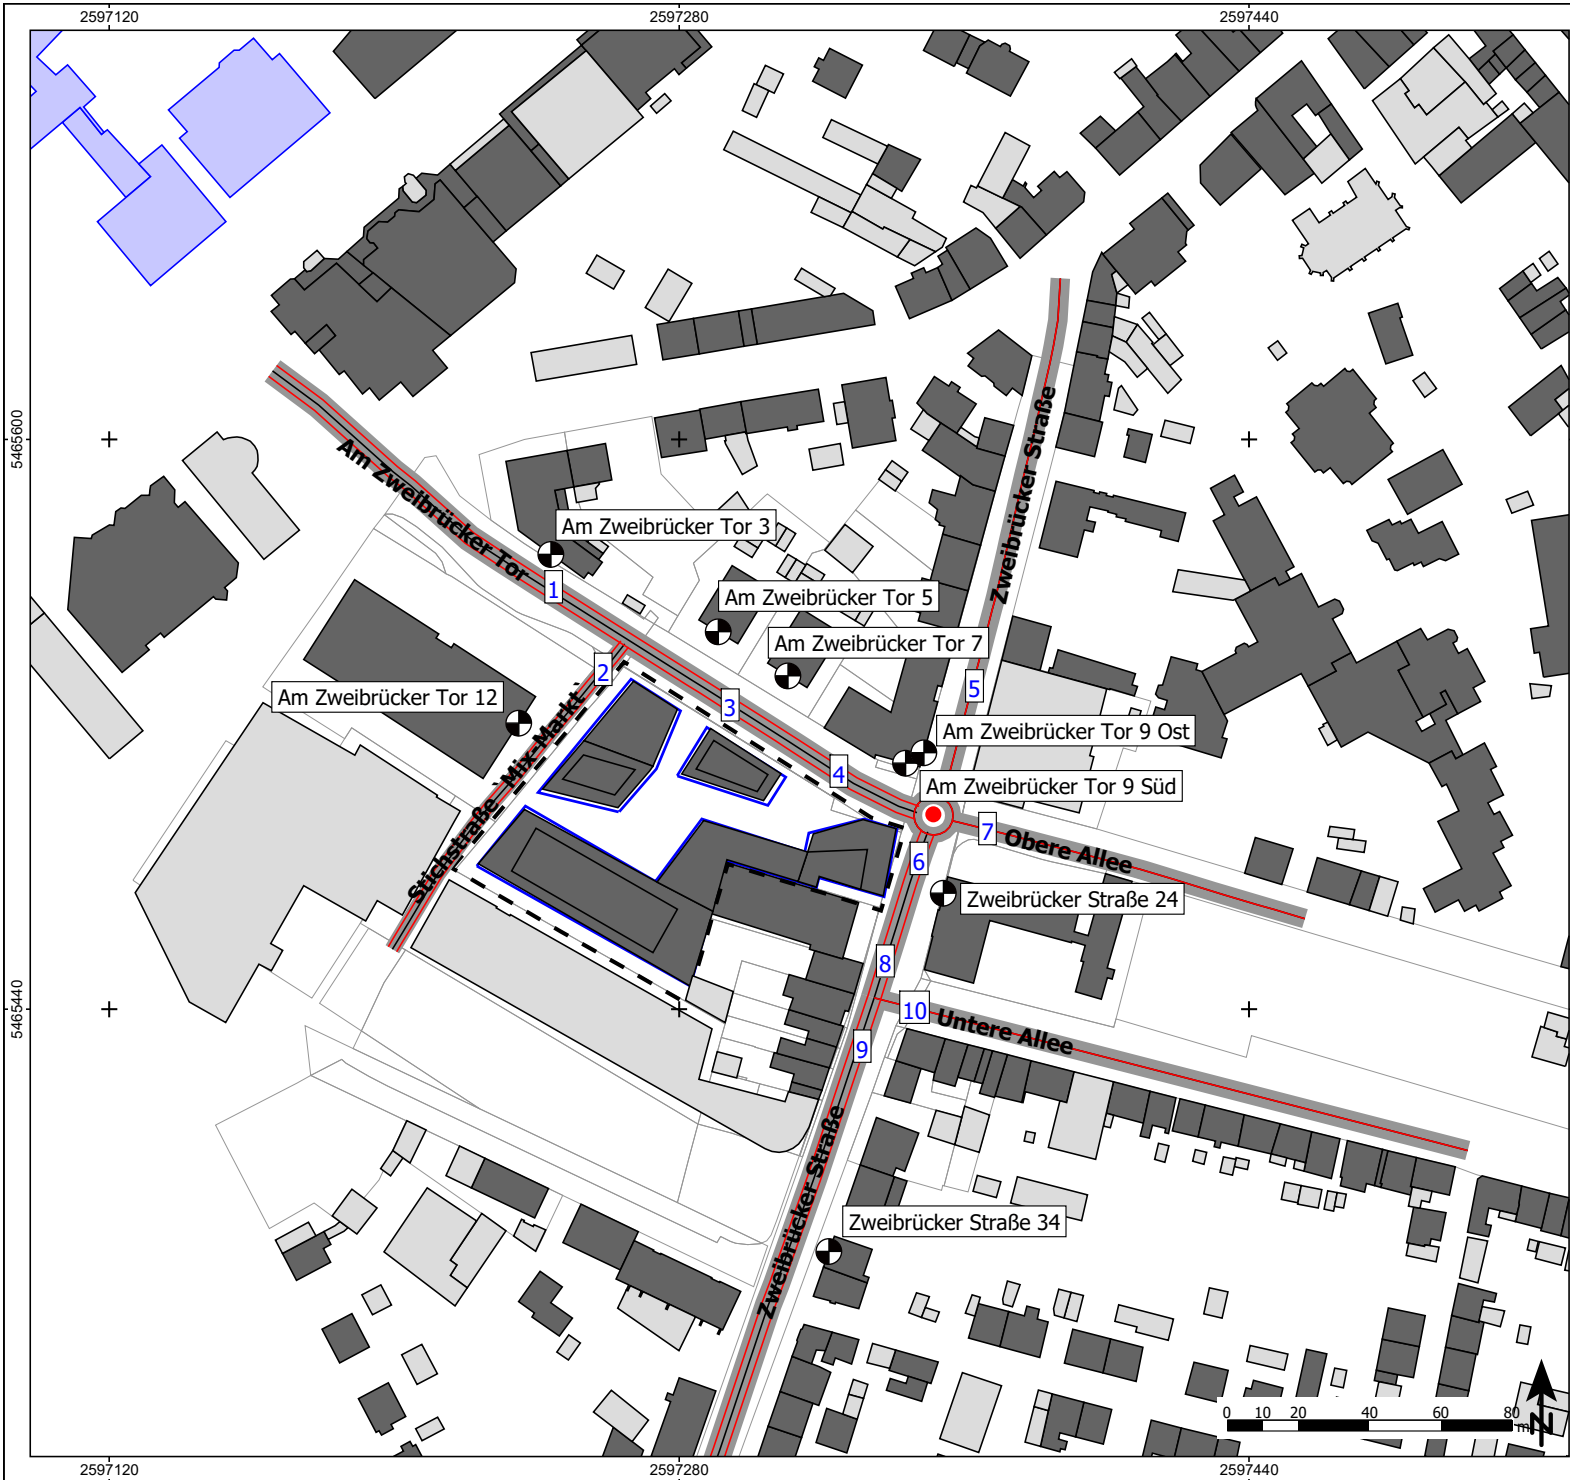 2597120
2597280
2597440
5465600
Am Zweibrücker Tor
Am Zweibrücker Tor 3
1
Zweibrücker Straße
Am Zweibrücker Tor 5
Am Zweibrücker Tor 7
2
Am Zweibrücker Tor 12
3
5
Am Zweibrücker Tor 9 Ost
4
Am Zweibrücker Tor 9 Süd
Stichstraße `Mix-Markt`
6
7
Obere Allee
Zweibrücker Straße 24
8
5465440
10
Untere Allee
9
Zweibrücker Straße
Zweibrücker Straße 34
0 10 20 40 60 80
m
N
2597120
2597280
2597440